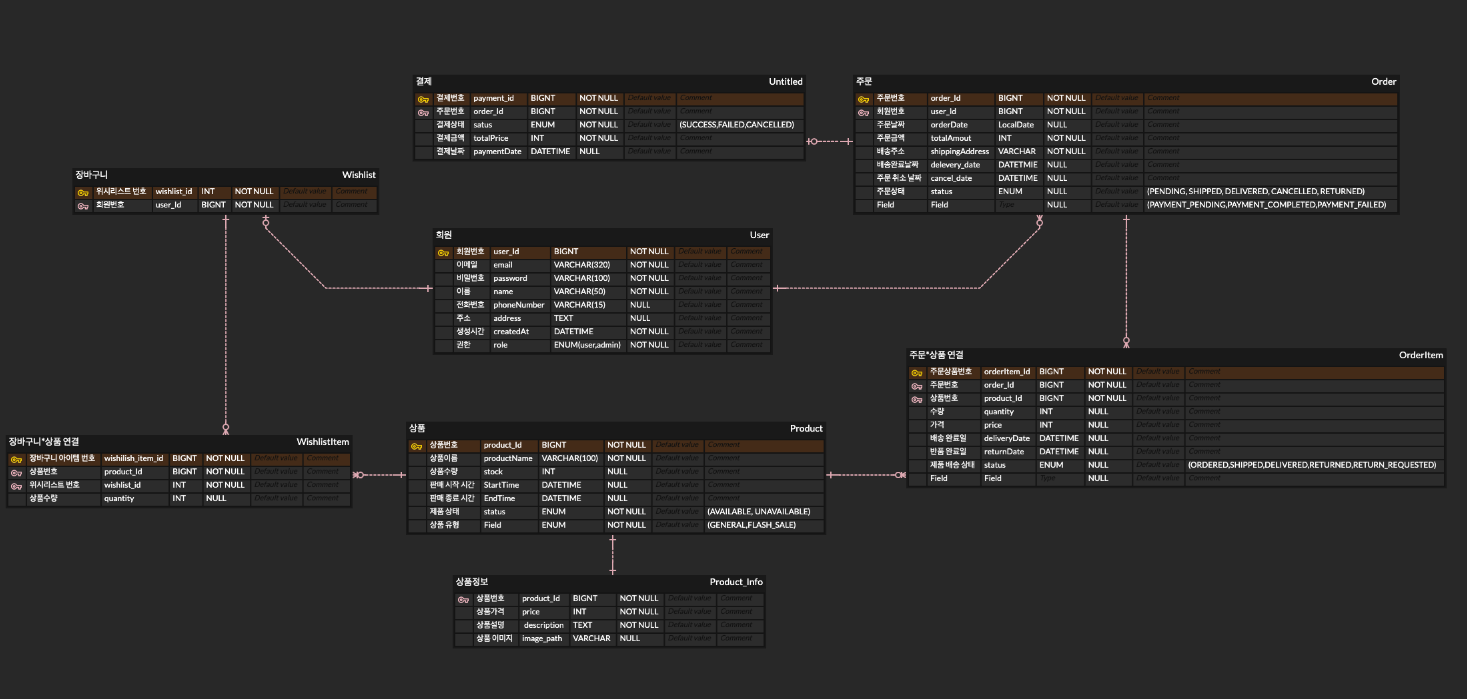 결제 Untitled
결제번호 payment_id BIGNT NOT NULL Default value Comment
주문번호 order_Id BIGNT NOT NULL Default value Comment
결제상태 satus ENUM NOT NULL Default value (SUCCESS,FAILED,CANCELLED)
결제금액 totalPrice INT NOT NULL Default value Comment
결제날짜 paymentDate DATETIME NULL Default value Comment
주문 Order
주문번호 order_Id BIGNT NOT NULL Default value Comment
회원번호 user_Id BIGNT NOT NULL Default value Comment
주문날짜 orderDate LocalDate NULL Default value Comment
주문금액 totalAmout INT NOT NULL Default value Comment
배송주소 shippingAddress VARCHAR NOT NULL Default value Comment
배송완료날짜 delevery_date DATETMIE NULL Default value Comment
주문 취소 날짜 cancel_date DATETIME NULL Default value Comment
주문상태 status ENUM NULL Default value (PENDING, SHIPPED, DELIVERED, CANCELLED, RETURNED)
Field Field Type NULL Default value (PAYMENT_PENDING,PAYMENT_COMPLETED,PAYMENT_FAILED)
장바구니 Wishlist
위시리스트 번호 wishlist_id INT NOT NULL Default value Comment
회원번호 user_Id BIGNT NOT NULL Default value Comment
회원 User
회원번호 user_Id BIGNT NOT NULL Default value Comment
이메일 email VARCHAR(320) NOT NULL Default value Comment
비밀번호 password VARCHAR(100) NOT NULL Default value Comment
이름 name VARCHAR(50) NOT NULL Default value Comment
전화번호 phoneNumber VARCHAR(15) NULL Default value Comment
주소 address TEXT NULL Default value Comment
생성시간 createdAt DATETIME NOT NULL Default value Comment
권한 role ENUM(user,admin) NOT NULL Default value Comment
주문*상품 연결 OrderItem
주문상품번호 orderItem_Id BIGNT NOT NULL Default value Comment
주문번호 order_Id BIGNT NOT NULL Default value Comment
상품번호 product_Id BIGNT NOT NULL Default value Comment
수량 quantity INT NULL Default value Comment
가격 price INT NULL Default value Comment
배송 완료일 deliveryDate DATETIME NULL Default value Comment
반품 완료일 returnDate DATETIME NULL Default value Comment
제품 배송 상태 status ENUM NULL Default value (ORDERED,SHIPPED,DELIVERED,RETURNED,RETURN_REQUESTED)
Field Field Type NULL Default value Comment
장바구니*상품 연결 WishlistItem
장바구니 아이템 번호 wishilish_item_id BIGNT NOT NULL Default value Comment
상품번호 product_Id BIGNT NOT NULL Default value Comment
위시리스트 번호 wishlist_id INT NOT NULL Default value Comment
상품수량 quantity INT NULL Default value Comment
상품 Product
상품번호 product_Id BIGNT NOT NULL Default value Comment
상품이름 productName VARCHAR(100) NOT NULL Default value Comment
상품수량 stock INT NULL Default value Comment
판매 시작 시간 StartTime DATETIME NULL Default value Comment
판매 종료 시간 EndTime DATETIME NULL Default value Comment
제품 상태 status ENUM NOT NULL Default value (AVAILABLE, UNAVAILABLE)
상품 유형 Field ENUM NOT NULL Default value (GENERAL,FLASH_SALE)
상품정보 Product_Info
상품번호 product_Id BIGNT NOT NULL Default value Comment
상품가격 price INT NOT NULL Default value Comment
상품설명 description TEXT NOT NULL Default value Comment
상품 이미지 image_path VARCHAR NULL Default value Comment